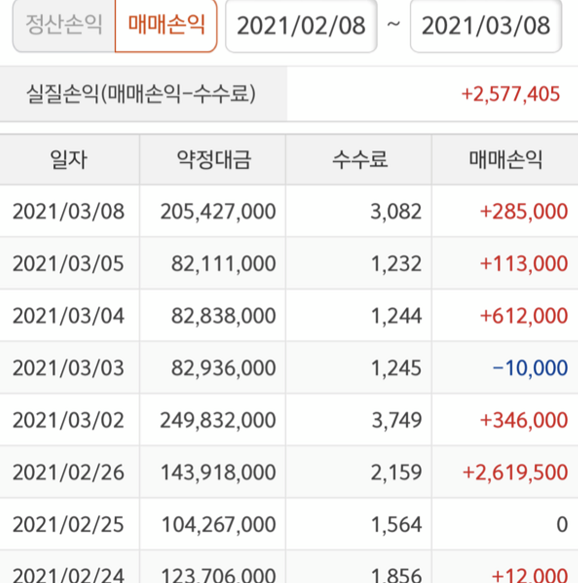 정산손익 매매손익 2021/02/08 ~ 2021/03/08
실질손익(매매손익-수수료) +2,577,405
일자 약정대금 수수료 매매손익
2021/03/08 205,427,000 3,082 +285,000
2021/03/05 82,111,000 1,232 +113,000
2021/03/04 82,838,000 1,244 +612,000
2021/03/03 82,936,000 1,245 -10,000
2021/03/02 249,832,000 3,749 +346,000
2021/02/26 143,918,000 2,159 +2,619,500
2021/02/25 104,267,000 1,564 0
2021/02/24 123,706,000 1,856 +12,000